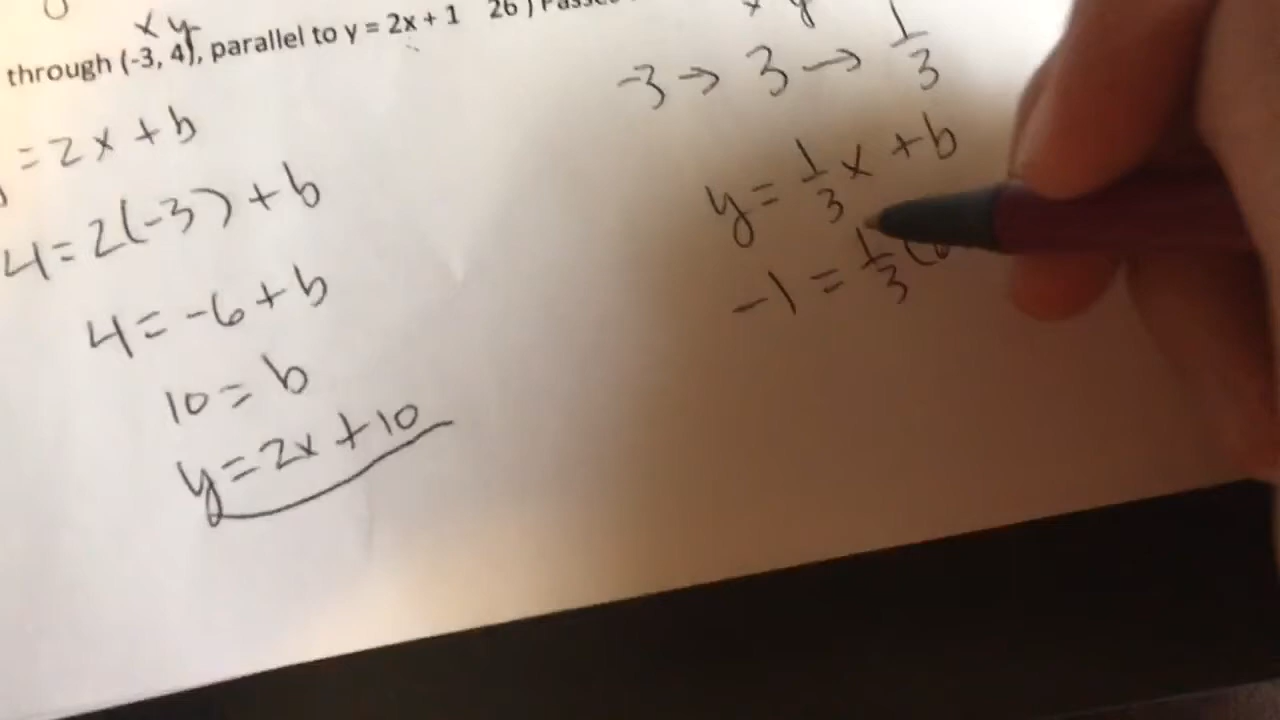 x y
through (-3, 4), parallel to y = 2x + 1
= 2x + b
4 = 2(-3) + b
4 = -6 + b
10 = b
y = 2x + 10
26 )
x y
-3 → 3 → 1/3
y = 1/3 x + b
-1 = 1/3 (